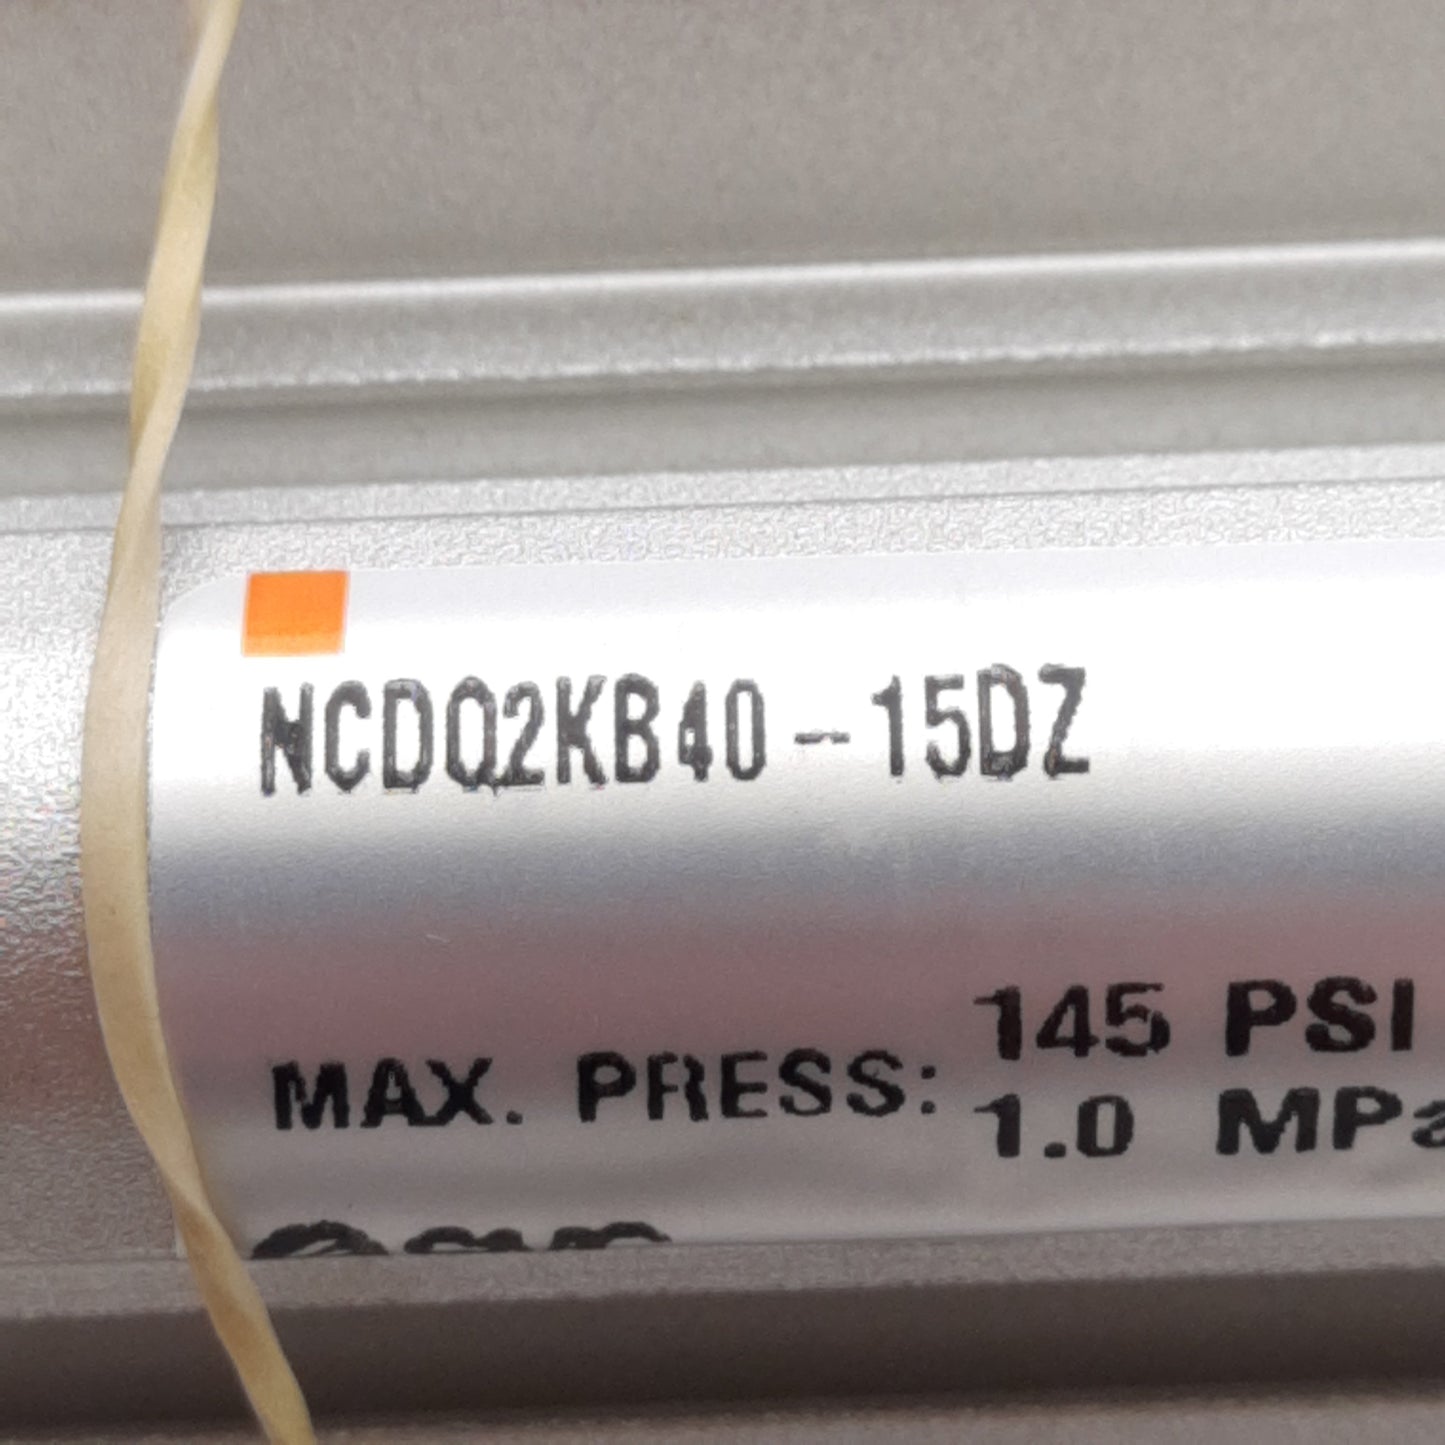 NCDQ2KB40-15DZ
145 PSI
MAX. PRESS:
1.0 MPa